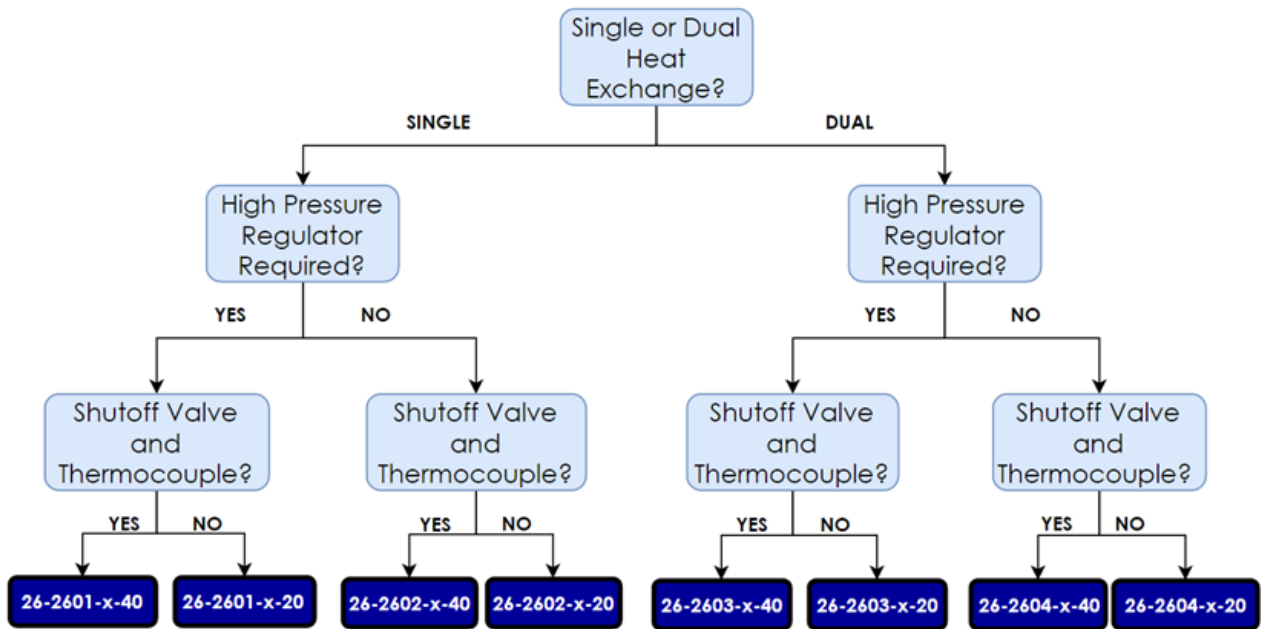 Single or Dual
Heat
Exchange?
SINGLE
DUAL
High Pressure
Regulator
Required?
High Pressure
Regulator
Required?
YES
NO
YES
NO
Shutoff Valve
and
Thermocouple?
Shutoff Valve
and
Thermocouple?
Shutoff Valve
and
Thermocouple?
Shutoff Valve
and
Thermocouple?
YES
NO
YES
NO
YES
NO
YES
NO
26-2601-x-40
26-2601-x-20
26-2602-x-40
26-2602-x-20
26-2603-x-40
26-2603-x-20
26-2604-x-40
26-2604-x-20